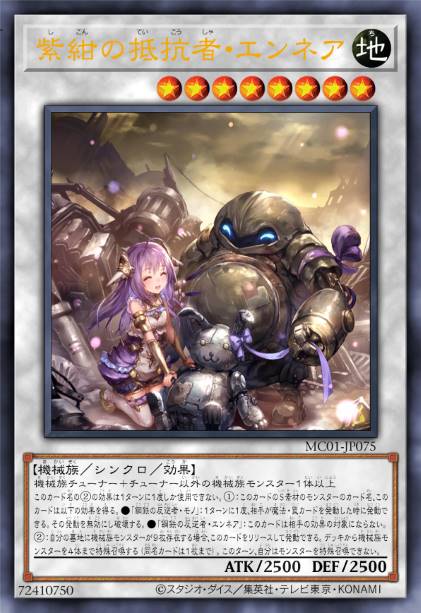 紫紺の抵抗者・エンネア
地
MC01-JP075
【機械族／シンクロ／効果】
機械族チューナー＋チューナー以外の機械族モンスター1体以上
このカード名の②の効果は1ターンに1度しか使用できない。①：このカードのS素材のモンスターのカード名、この
カードは以下の効果を得る。●「鋼鉄の反逆者・モノ」：1ターンに1度、相手が魔法・罠カードを発動した時に発動で
きる。その発動を無効にし破壊する。●「鋼鉄の反逆者・エンネア」：このカードは相手の効果の対象にならない。
②：自分の墓地に機械族モンスターが9枚存在する場合、このカードをリリースして発動できる。デッキから機械族モ
ンスターを4体まで特殊召喚する（同名カードは1枚まで）。このターン、自分はモンスターを特殊召喚できない。
ATK/2500 DEF/2500
72410750
©スタジオ・ダイス／集英社・テレビ東京・KONAMI